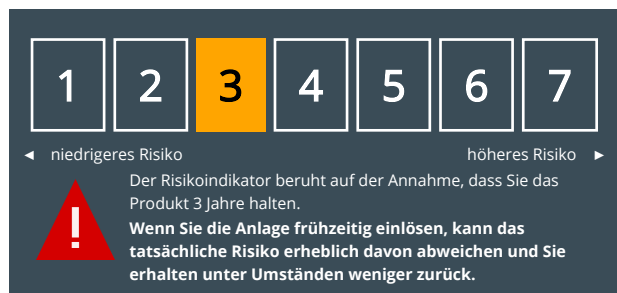 1 2 3 4 5 6 7
◄ niedrigeres Risiko höheres Risiko ►
Der Risikoindikator beruht auf der Annahme, dass Sie das
Produkt 3 Jahre halten.
Wenn Sie die Anlage frühzeitig einlösen, kann das
tatsächliche Risiko erheblich davon abweichen und Sie
erhalten unter Umständen weniger zurück.
!